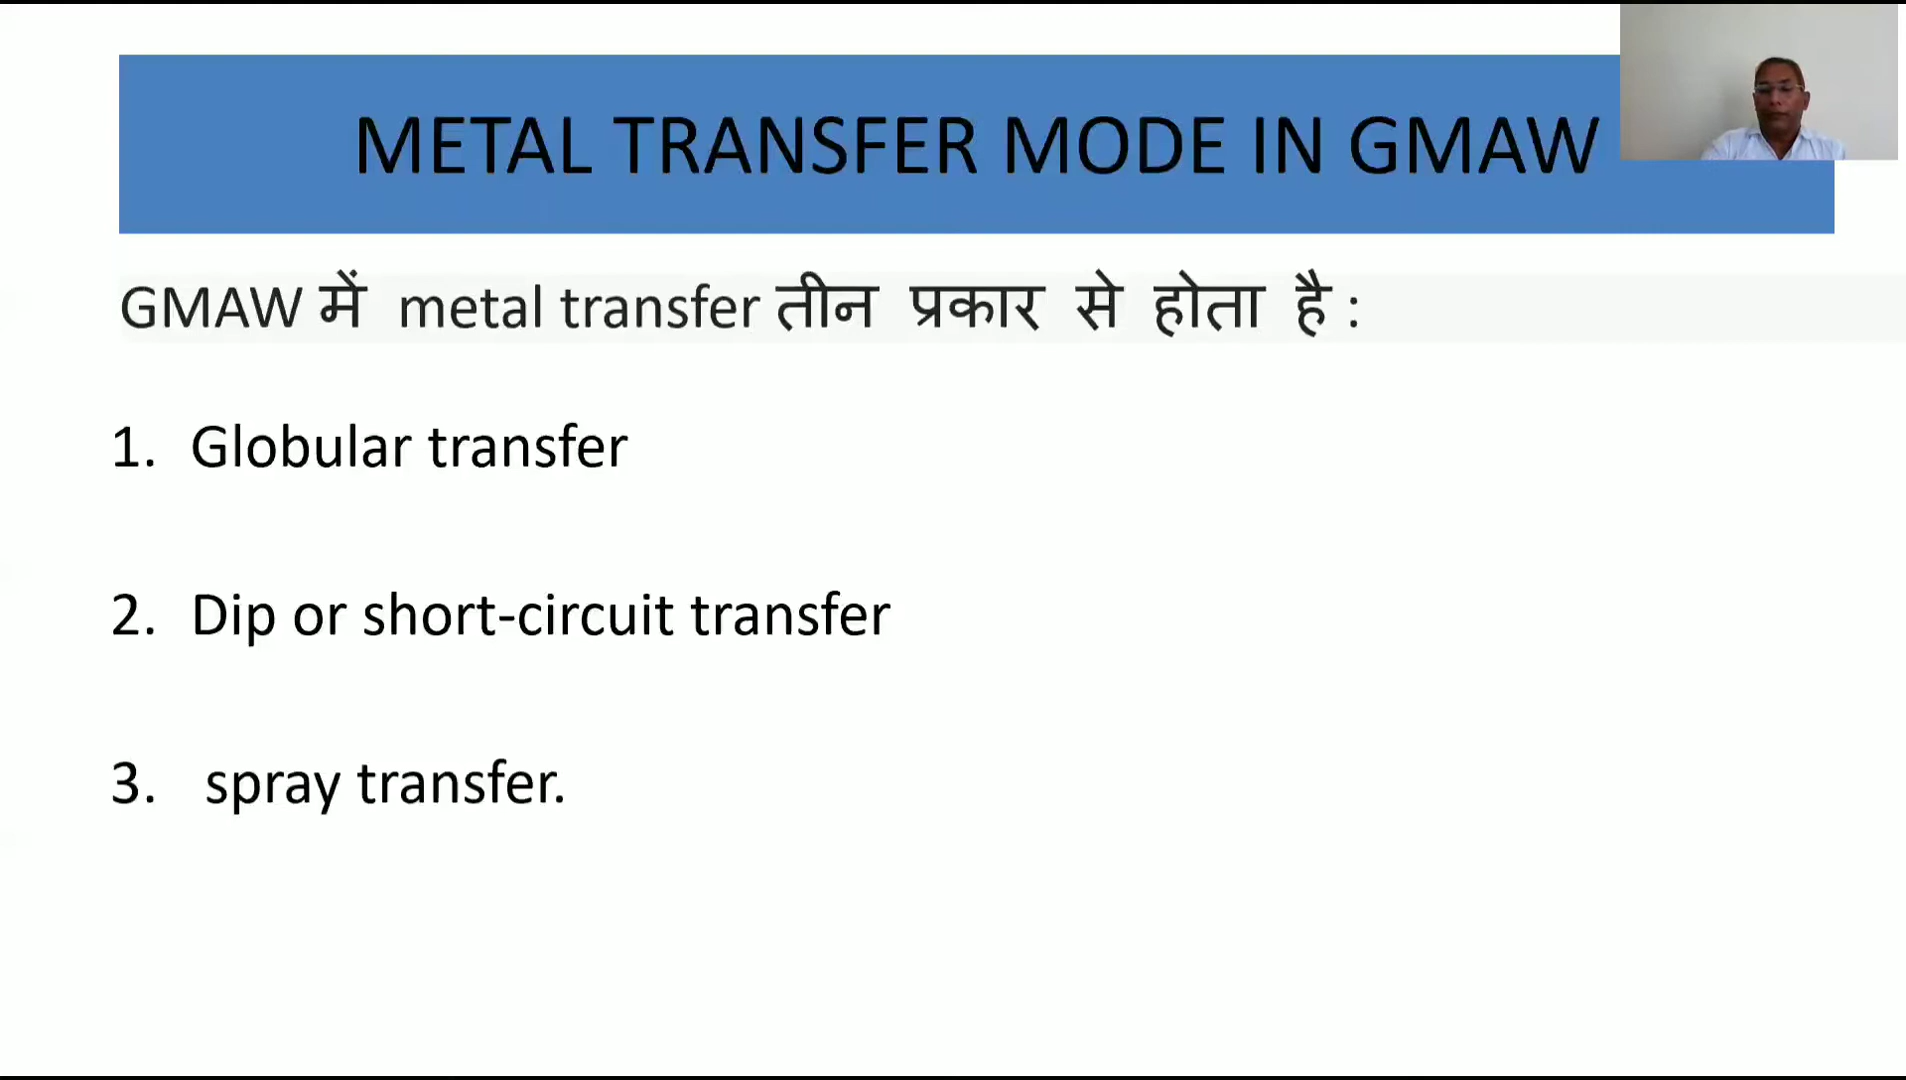 METAL TRANSFER MODE IN GMAW
GMAW में metal transfer तीन प्रकार से होता है :
1. Globular transfer
2. Dip or short-circuit transfer
3. spray transfer.